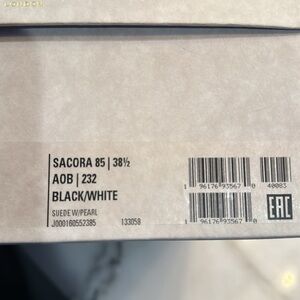 LONDON
SACORA 85 | 38½
AOB | 232
BLACK/WHITE
SUEDE W/PEARL
J000160552385 133058
40083
1 96176 93567 0
1 96176 93567 0
EAC